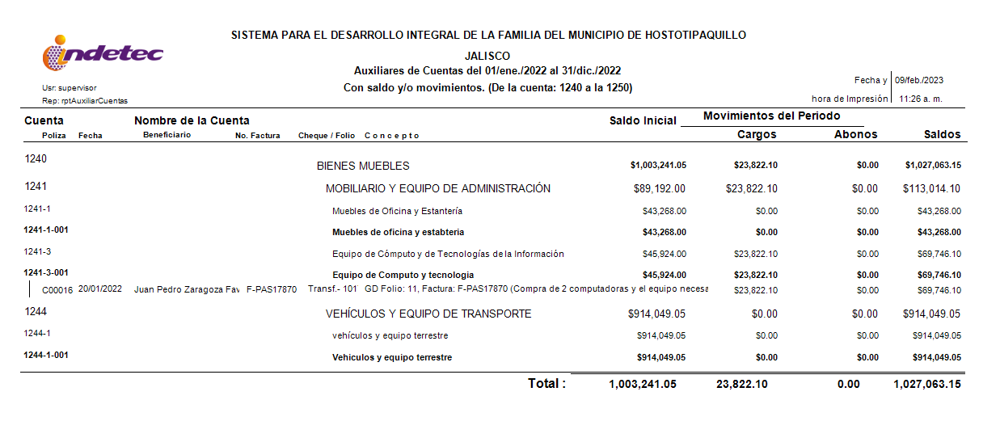 SISTEMA PARA EL DESARROLLO INTEGRAL DE LA FAMILIA DEL MUNICIPIO DE HOSTOTIPAQUILLO
indetec
JALISCO
Auxiliares de Cuentas del 01/ene./2022 al 31/dic./2022
Con saldo y/o movimientos. (De la cuenta: 1240 a la 1250)
Usr: supervisor
Rep: rptAuxiliarCuentas
Fecha y 09/feb./2023
hora de Impresión 11:26 a. m.
Cuenta Nombre de la Cuenta Saldo Inicial Movimientos del Periodo
Poliza Fecha Beneficiario No. Factura Cheque / Folio C o n c e p t o Cargos Abonos Saldos
1240 BIENES MUEBLES $1,003,241.05 $23,822.10 $0.00 $1,027,063.15
1241 MOBILIARIO Y EQUIPO DE ADMINISTRACIÓN $89,192.00 $23,822.10 $0.00 $113,014.10
1241-1 Muebles de Oficina y Estantería $43,268.00 $0.00 $0.00 $43,268.00
1241-1-001 Muebles de oficina y estabteria $43,268.00 $0.00 $0.00 $43,268.00
1241-3 Equipo de Cómputo y de Tecnologías de la Información $45,924.00 $23,822.10 $0.00 $69,746.10
1241-3-001 Equipo de Computo y tecnologia $45,924.00 $23,822.10 $0.00 $69,746.10
C00016 20/01/2022 Juan Pedro Zaragoza Fav F-PAS17870 Transf.- 101 GD Folio: 11, Factura: F-PAS17870 (Compra de 2 computadoras y el equipo necesa $23,822.10 $0.00 $69,746.10
1244 VEHÍCULOS Y EQUIPO DE TRANSPORTE $914,049.05 $0.00 $0.00 $914,049.05
1244-1 vehículos y equipo terrestre $914,049.05 $0.00 $0.00 $914,049.05
1244-1-001 Vehiculos y equipo terrestre $914,049.05 $0.00 $0.00 $914,049.05
Total : 1,003,241.05 23,822.10 0.00 1,027,063.15